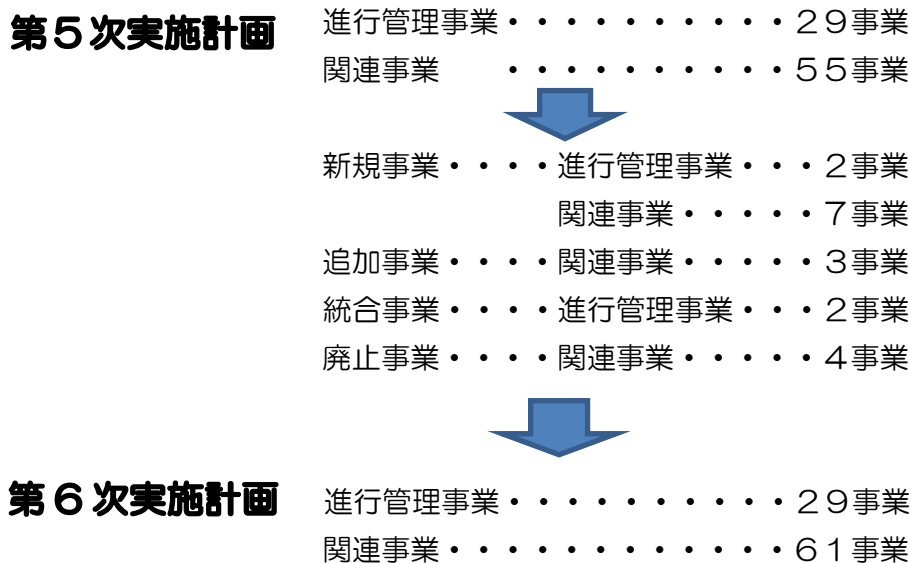 第５次実施計画　進行管理事業・・・・・・・・・・２９事業
関連事業　　・・・・・・・・・・５５事業
新規事業・・・・進行管理事業・・・２事業
関連事業・・・・・７事業
追加事業・・・・関連事業・・・・・３事業
統合事業・・・・進行管理事業・・・２事業
廃止事業・・・・関連事業・・・・・４事業
第６次実施計画　進行管理事業・・・・・・・・・・２９事業
関連事業・・・・・・・・・・・・６１事業